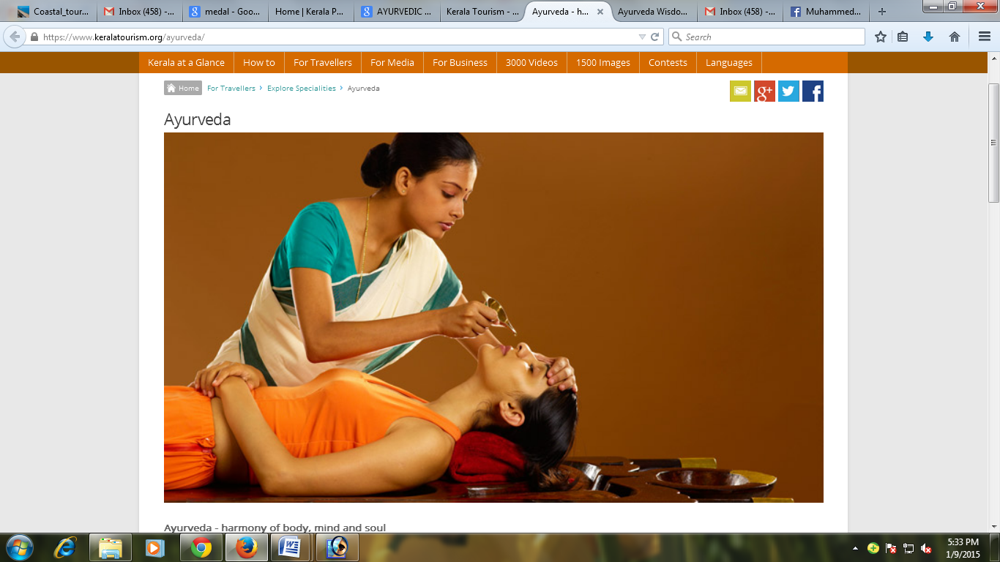 Coastal_tour...
Inbox (458) -...
medal - Goo...
Home | Kerala P...
AYURVEDIC ...
Kerala Tourism - ...
Ayurveda - h...
Ayurveda Wisdo...
Inbox (458) -...
Muhammed...
https://www.keralatourism.org/ayurveda/
Search
Kerala at a Glance
How to
For Travellers
For Media
For Business
3000 Videos
1500 Images
Contests
Languages
Home For Travellers › Explore Specialities › Ayurveda
Ayurveda
Ayurveda - harmony of body, mind and soul
5:33 PM
1/9/2015